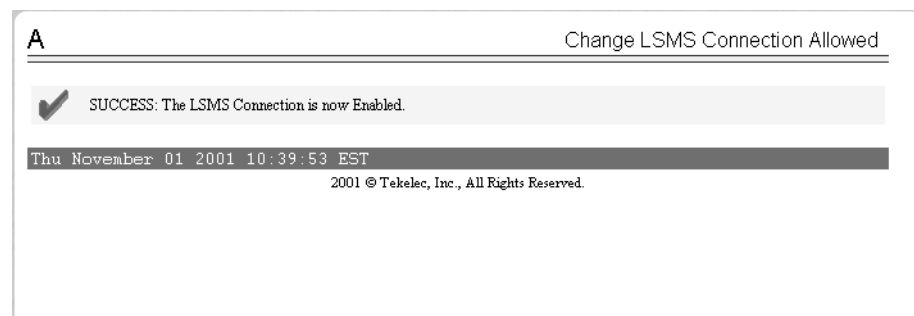 A
Change LSMS Connection Allowed
SUCCESS: The LSMS Connection is now Enabled.
Thu November 01 2001 10:39:53 EST
2001 © Tekelec, Inc., All Rights Reserved.